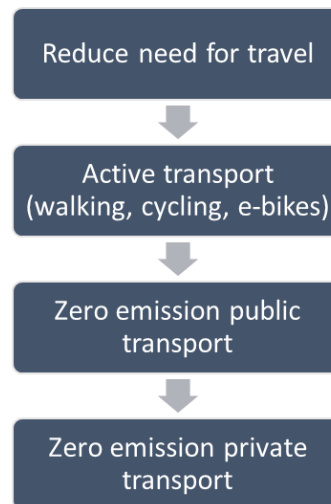 Reduce need for travel
Active transport
(walking, cycling, e-bikes)
Zero emission public
transport
Zero emission private
transport